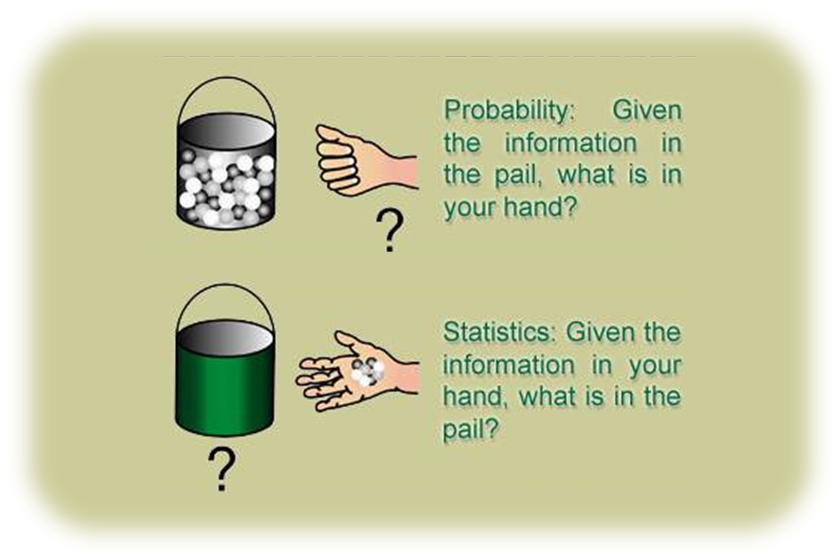 Probability: Given
the information in
the pail, what is in
your hand?
?
Statistics: Given the
information in your
hand, what is in the
pail?
?